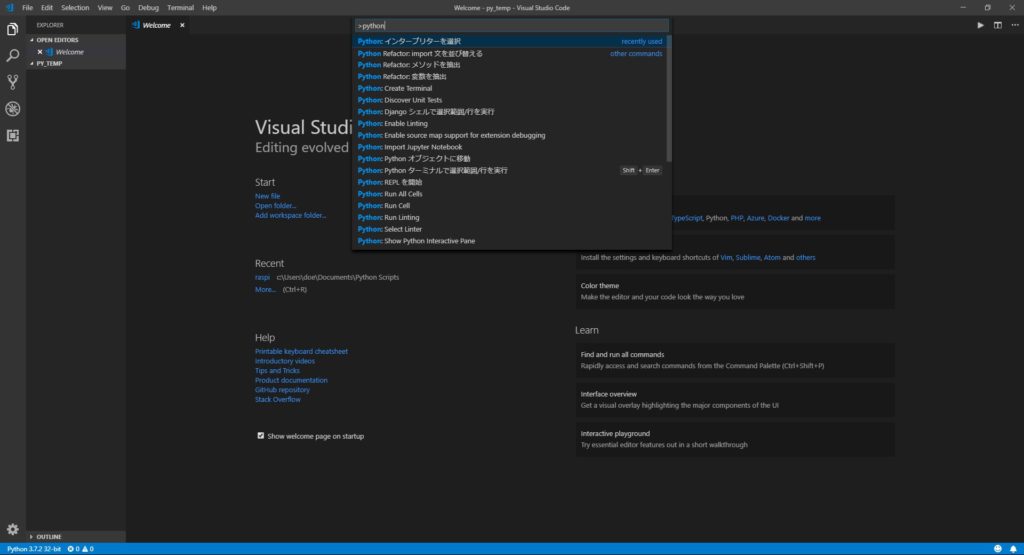 File Edit Selection View Go Debug Terminal Help
Welcome - py_temp - Visual Studio Code
EXPLORER
OPEN EDITORS
Welcome
PY_TEMP
Welcome
>python
Python: インタープリターを選択 recently used
Python Refactor: import 文を並び替える other commands
Python Refactor: メソッドを抽出
Python Refactor: 変数を抽出
Python: Create Terminal
Python: Discover Unit Tests
Python: Django シェルで選択範囲/行を実行
Python: Enable Linting
Python: Enable source map support for extension debugging
Python: Import Jupyter Notebook
Python: Python オブジェクトに移動
Python: Python ターミナルで選択範囲/行を実行 Shift + Enter
Python: REPL を開始
Python: Run All Cells
Python: Run Cell
Python: Run Linting
Python: Select Linter
Python: Show Python Interactive Pane
Visual Studi
Editing evolved
Start
New file
Open folder...
Add workspace folder...
Recent
raspi c:\Users\doe\Documents\Python Scripts
More... (Ctrl+R)
Help
Printable keyboard cheatsheet
Introductory videos
Tips and Tricks
Product documentation
GitHub repository
Stack Overflow
Show welcome page on startup
TypeScript, Python, PHP, Azure, Docker and more
Install the settings and keyboard shortcuts of Vim, Sublime, Atom and others
Color theme
Make the editor and your code look the way you love
Learn
Find and run all commands
Rapidly access and search commands from the Command Palette (Ctrl+Shift+P)
Interface overview
Get a visual overlay highlighting the major components of the UI
Interactive playground
Try essential editor features out in a short walkthrough
OUTLINE
Python 3.7.2 32-bit 0 0